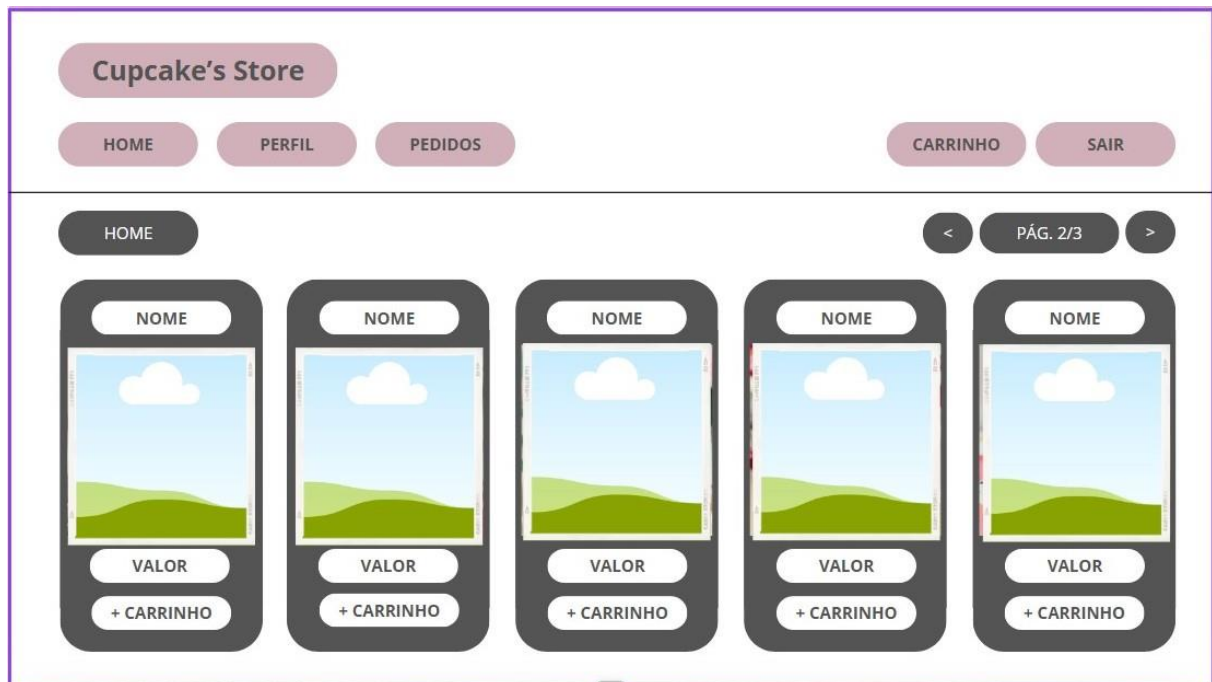 Cupcake’s Store
HOME PERFIL PEDIDOS CARRINHO SAIR
HOME < PÁG. 2/3 >
NOME NOME NOME NOME NOME
VALOR VALOR VALOR VALOR VALOR
+ CARRINHO + CARRINHO + CARRINHO + CARRINHO + CARRINHO